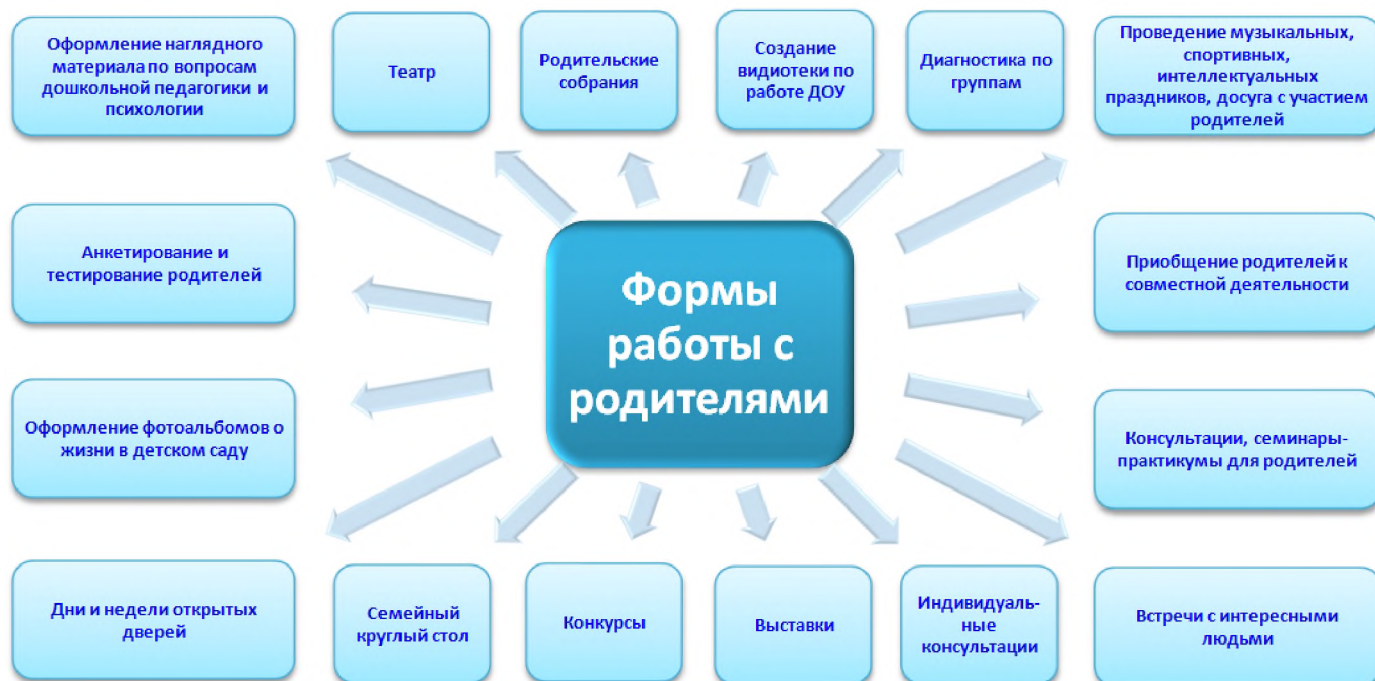 Оформление наглядного
материала по вопросам
дошкольной педагогики и
психологии
Театр
Родительские
собрания
Создание
видиотеки по
работе ДОУ
Диагностика по
группам
Проведение музыкальных,
спортивных,
интеллектуальных
праздников, досуга с участием
родителей
Анкетирование и
тестирование родителей
Формы
работы с
родителями
Приобщение родителей к
совместной деятельности
Оформление фотоальбомов о
жизни в детском саду
Консультации, семинары-
практикумы для родителей
Дни и недели открытых
дверей
Семейный
круглый стол
Конкурсы
Выставки
Индивидуаль-
ные
консультации
Встречи с интересными
людьми